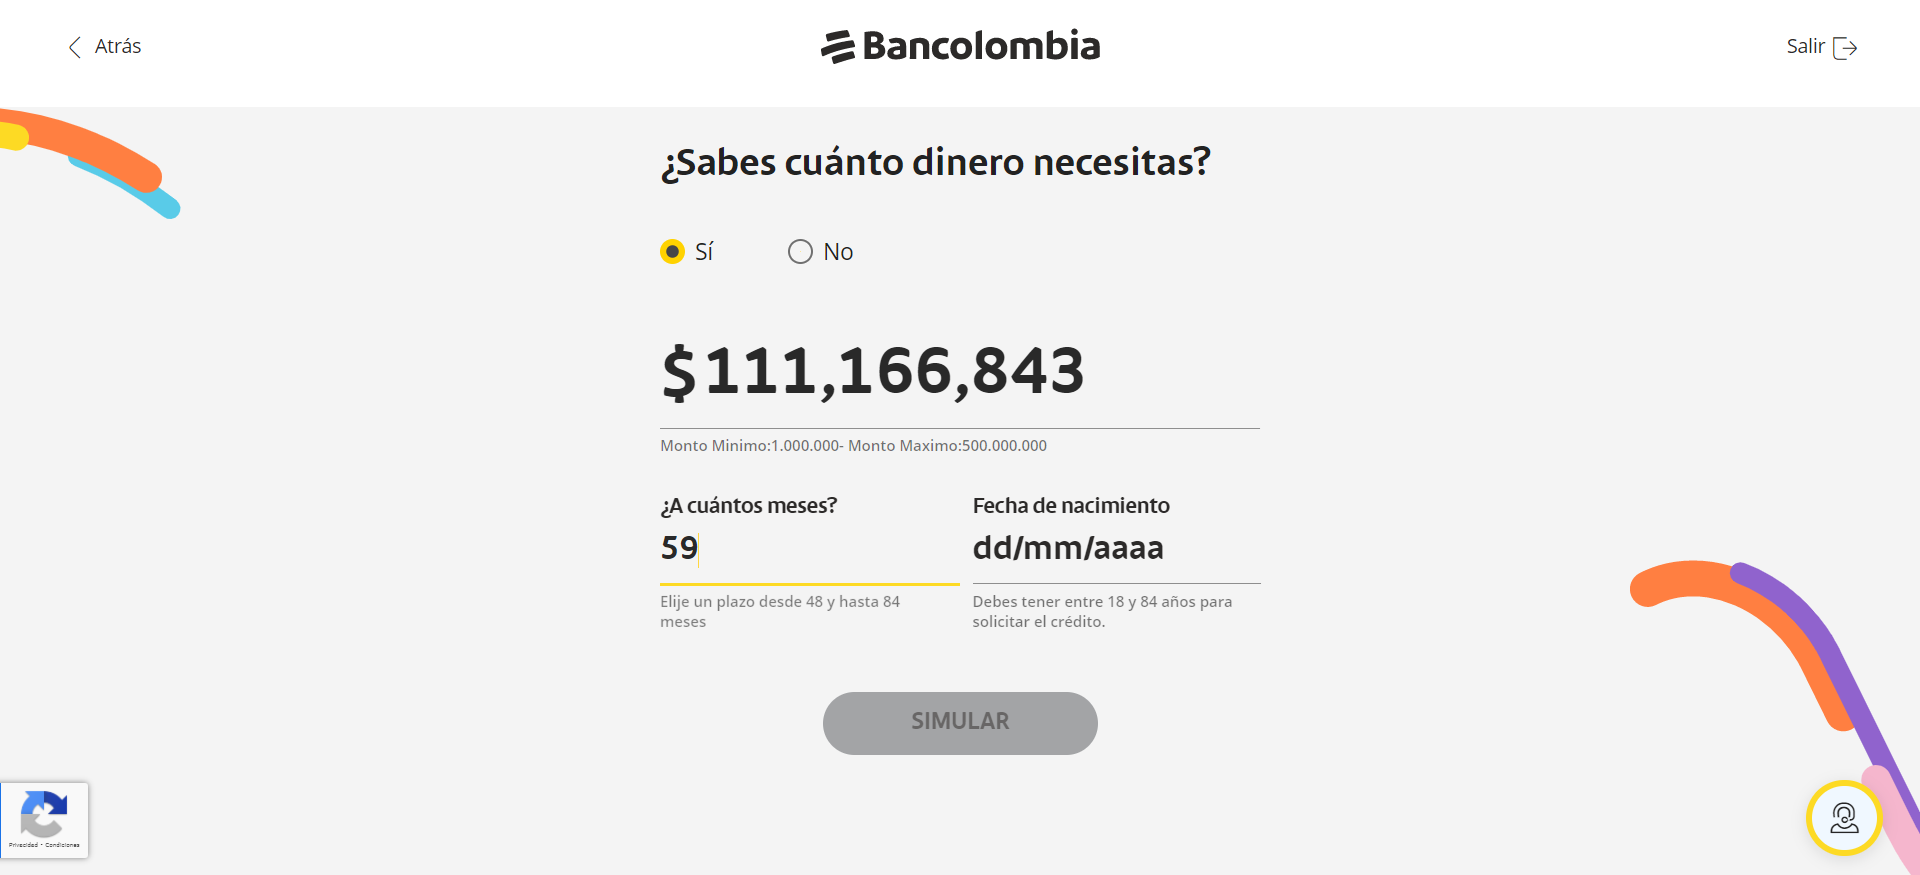 Atrás
Bancolombia
Salir
¿Sabes cuánto dinero necesitas?
Sí
No
$111,166,843
Monto Minimo:1.000.000- Monto Maximo:500.000.000
¿A cuántos meses?
59
Elije un plazo desde 48 y hasta 84
meses
Fecha de nacimiento
dd/mm/aaaa
Debes tener entre 18 y 84 años para
solicitar el crédito.
SIMULAR
Privacidad - Condiciones